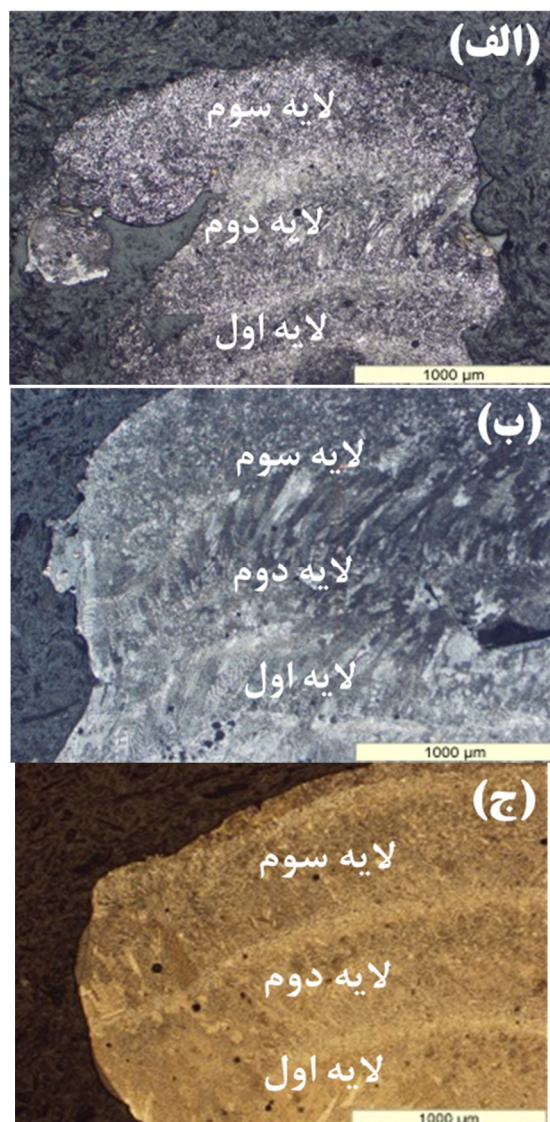 (الف)
لایه سوم
لایه دوم
لایه اول
1000 µm
(ب)
لایه سوم
لایه دوم
لایه اول
1000 µm
(ج)
لایه سوم
لایه دوم
لایه اول
1000 µm